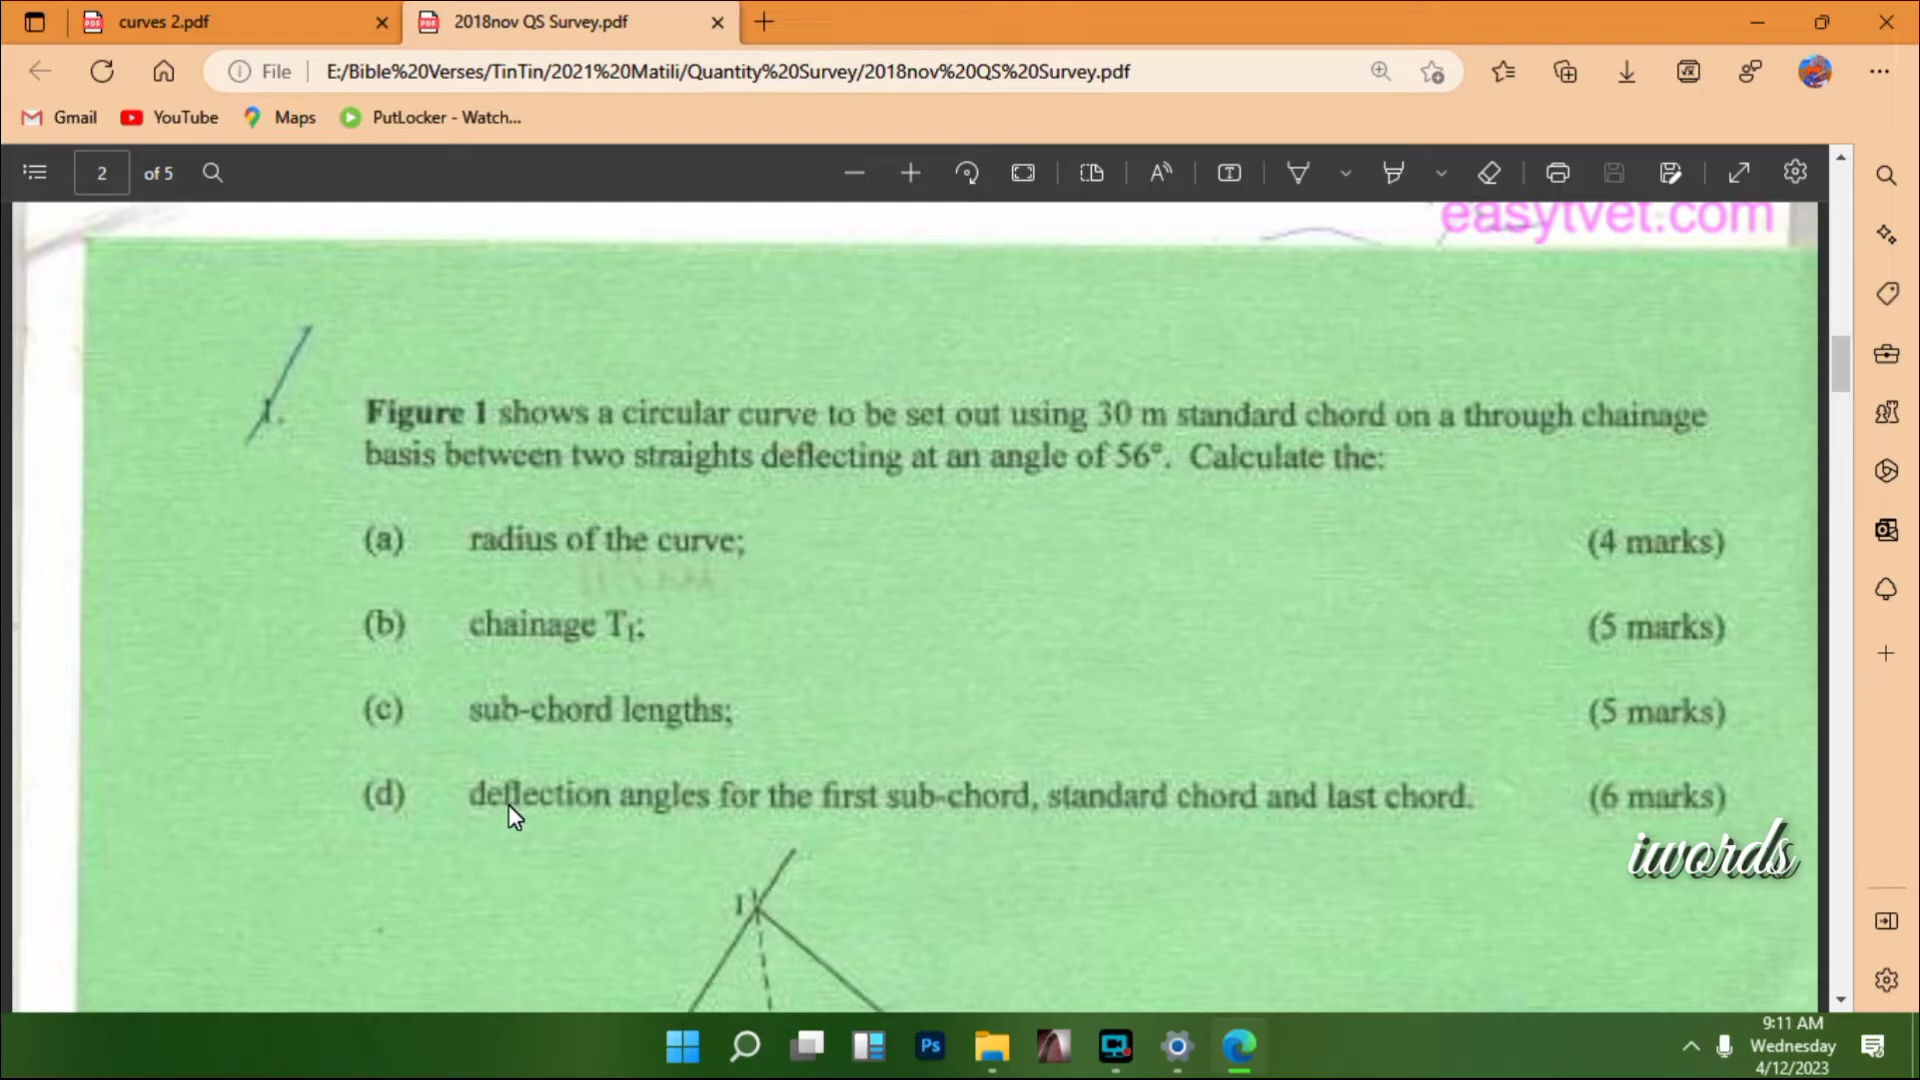 curves 2.pdf
2018nov QS Survey.pdf
File
E:/Bible%20Verses/TinTin/2021%20Matili/Quantity%20Survey/2018nov%20QS%20Survey.pdf
Gmail
YouTube
Maps
PutLocker - Watch...
2 of 5
easytvet.com
1.
Figure 1 shows a circular curve to be set out using 30 m standard chord on a through chainage
basis between two straights deflecting at an angle of 56°. Calculate the:
(a) radius of the curve; (4 marks)
(b) chainage T₁; (5 marks)
(c) sub-chord lengths; (5 marks)
(d) deflection angles for the first sub-chord, standard chord and last chord. (6 marks)
iwords
I
Ps
9:11 AM
Wednesday
4/12/2023